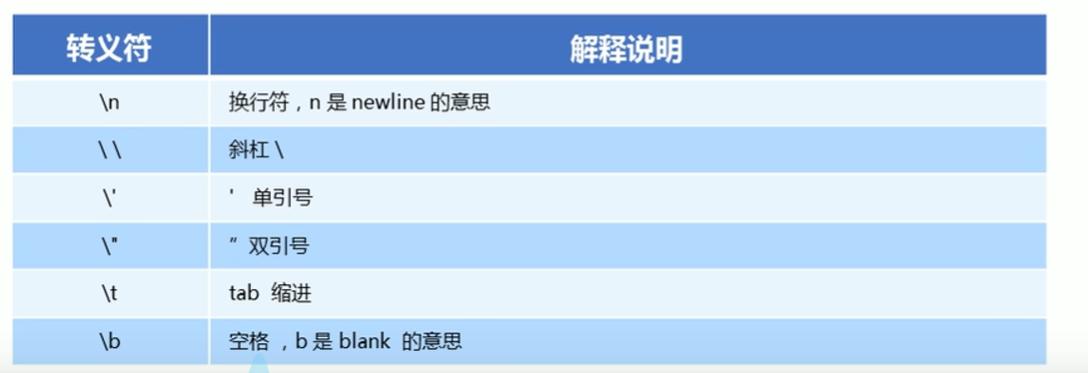 转义符 解释说明
\n 换行符，n 是 newline 的意思
\ \ 斜杠 \
\' ' 单引号
\" ” 双引号
\t tab 缩进
\b 空格 ，b 是 blank 的意思